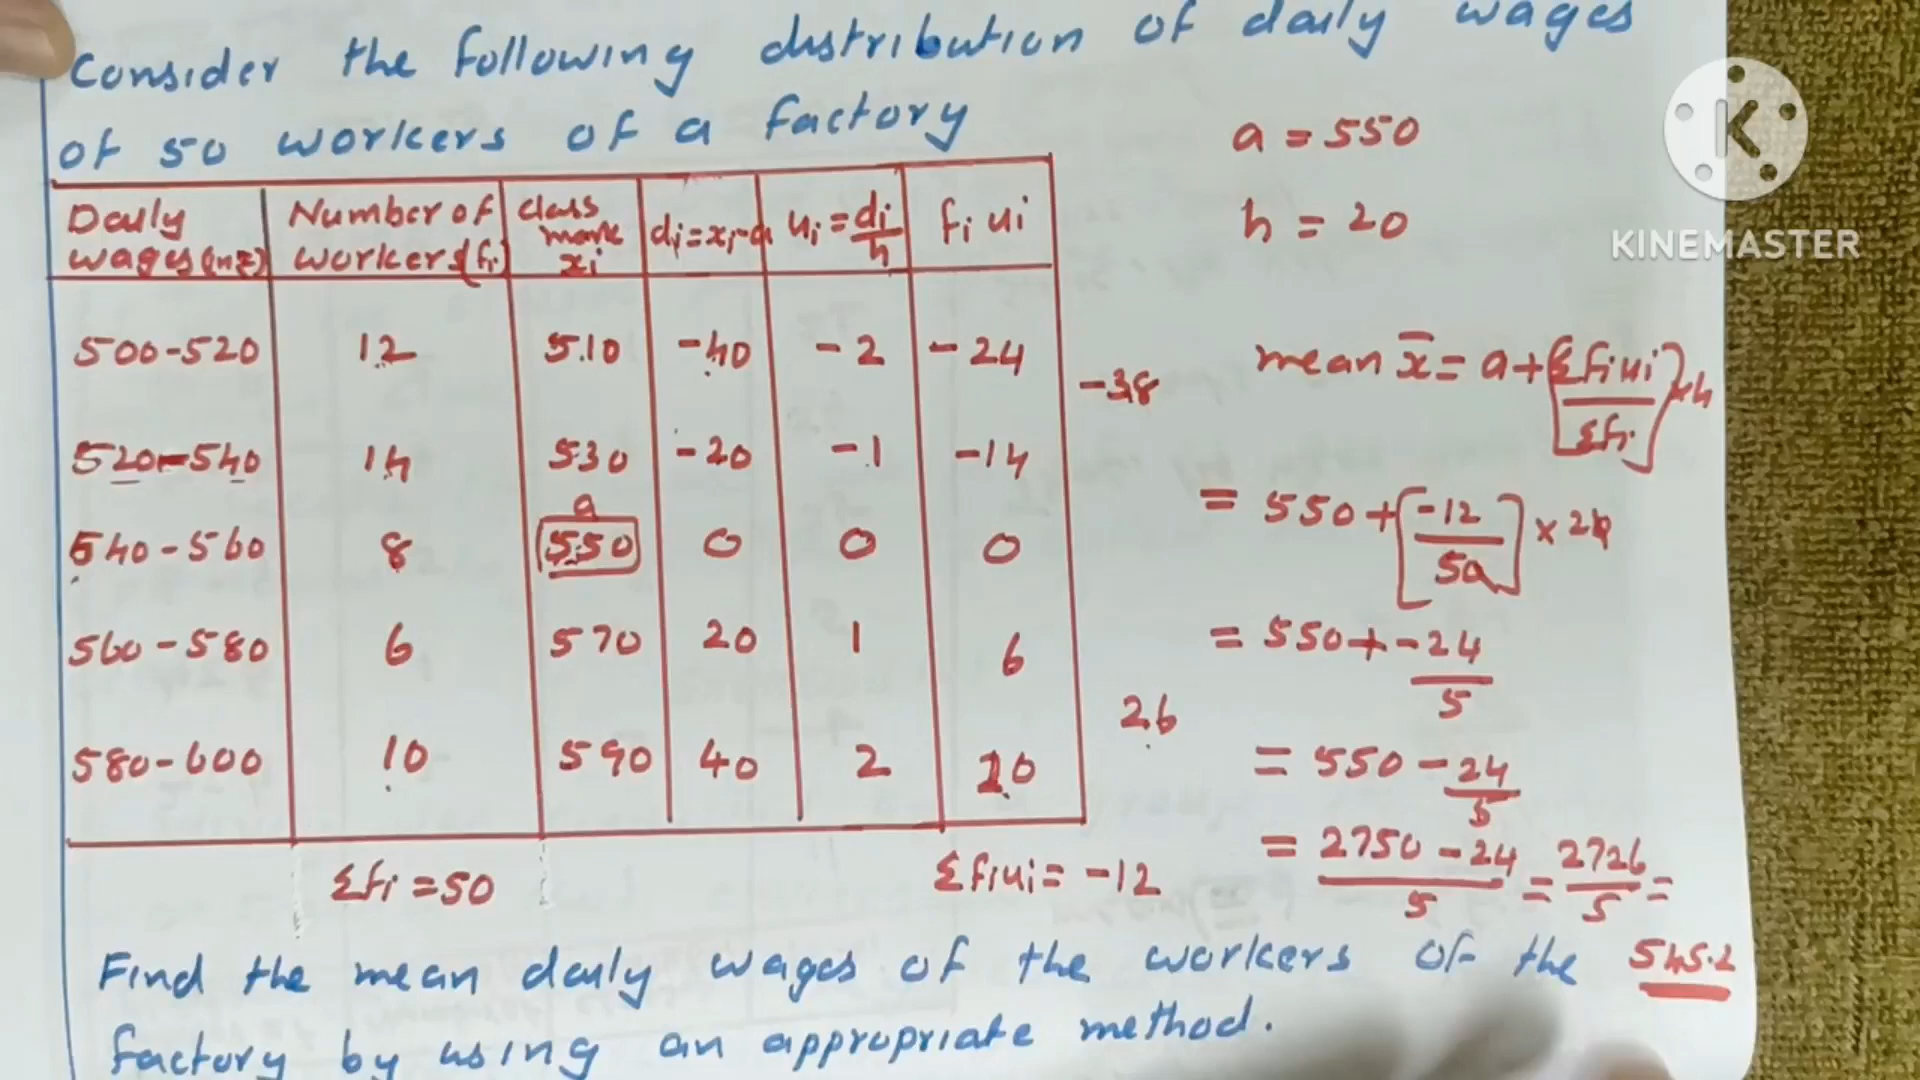 Consider the following distribution of daily wages
of 50 workers of a factory
Daily wages (in ₹) Number of workers (fi) class mark xi di = xi - a ui = di/h fi ui
500-520 12 510 -40 -2 -24
520-540 14 530 -20 -1 -14
a
540-560 8 550 0 0 0
560-580 6 570 20 1 6
580-600 10 590 40 2 20
Σfi = 50 Σfiui = -12
-38
26
a = 550
h = 20
K
KINEMASTER
mean x̄ = a + [Σfiui/Σfi] × h
= 550 + [-12/50] × 20
= 550 + -24/5
= 550 - 24/5
= 2750 - 24/5 = 2726/5 =
545.2
Find the mean daily wages of the workers of the
factory by using an appropriate method.